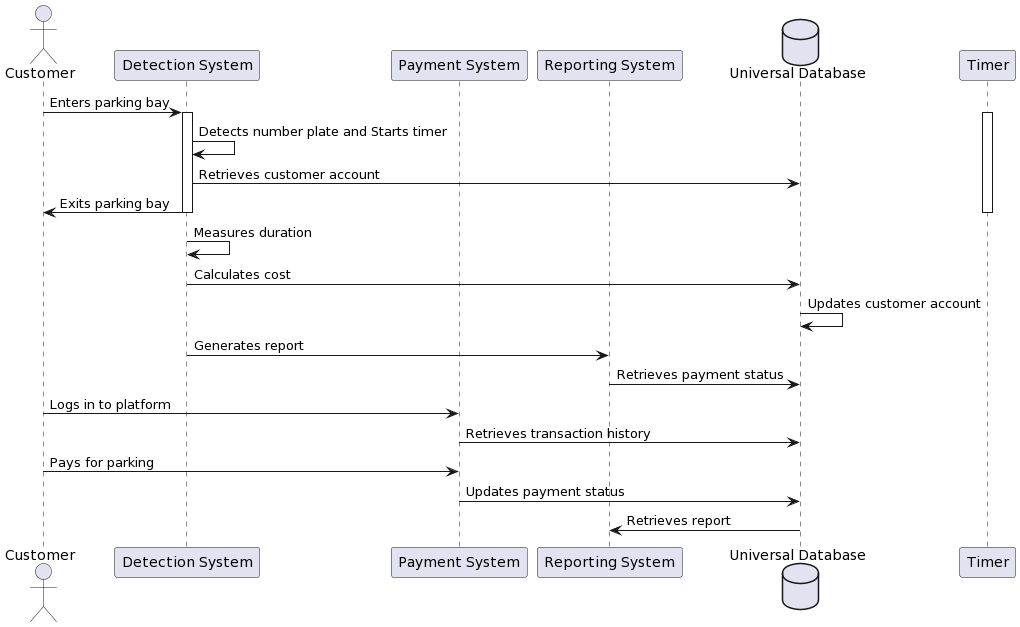 Customer
Detection System
Payment System
Reporting System
Universal Database
Timer
Enters parking bay
Detects number plate and Starts timer
Retrieves customer account
Exits parking bay
Measures duration
Calculates cost
Updates customer account
Generates report
Retrieves payment status
Logs in to platform
Retrieves transaction history
Pays for parking
Updates payment status
Retrieves report
Customer
Detection System
Payment System
Reporting System
Universal Database
Timer